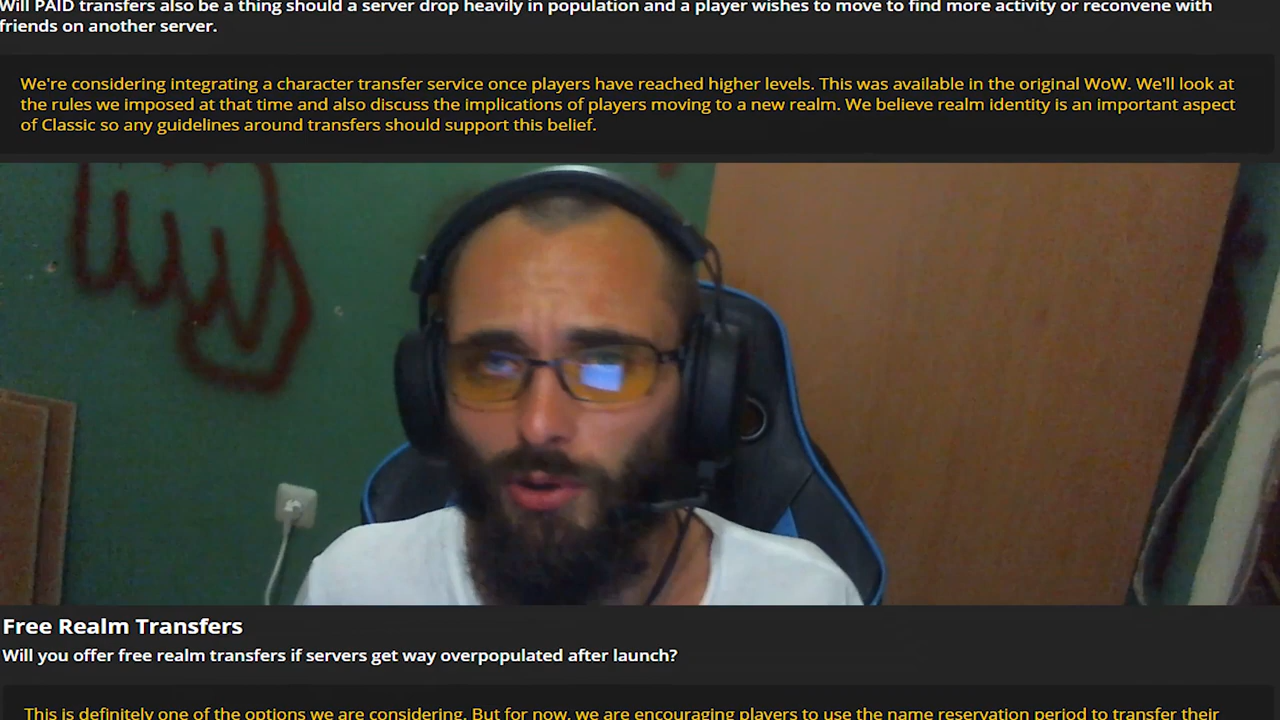 Will PAID transfers also be a thing should a server drop heavily in population and a player wishes to move to find more activity or reconvene with
friends on another server.
We're considering integrating a character transfer service once players have reached higher levels. This was available in the original WoW. We'll look at
the rules we imposed at that time and also discuss the implications of players moving to a new realm. We believe realm identity is an important aspect
of Classic so any guidelines around transfers should support this belief.
Free Realm Transfers
Will you offer free realm transfers if servers get way overpopulated after launch?
This is definitely one of the options we are considering. But for now, we are encouraging players to use the name reservation period to transfer their